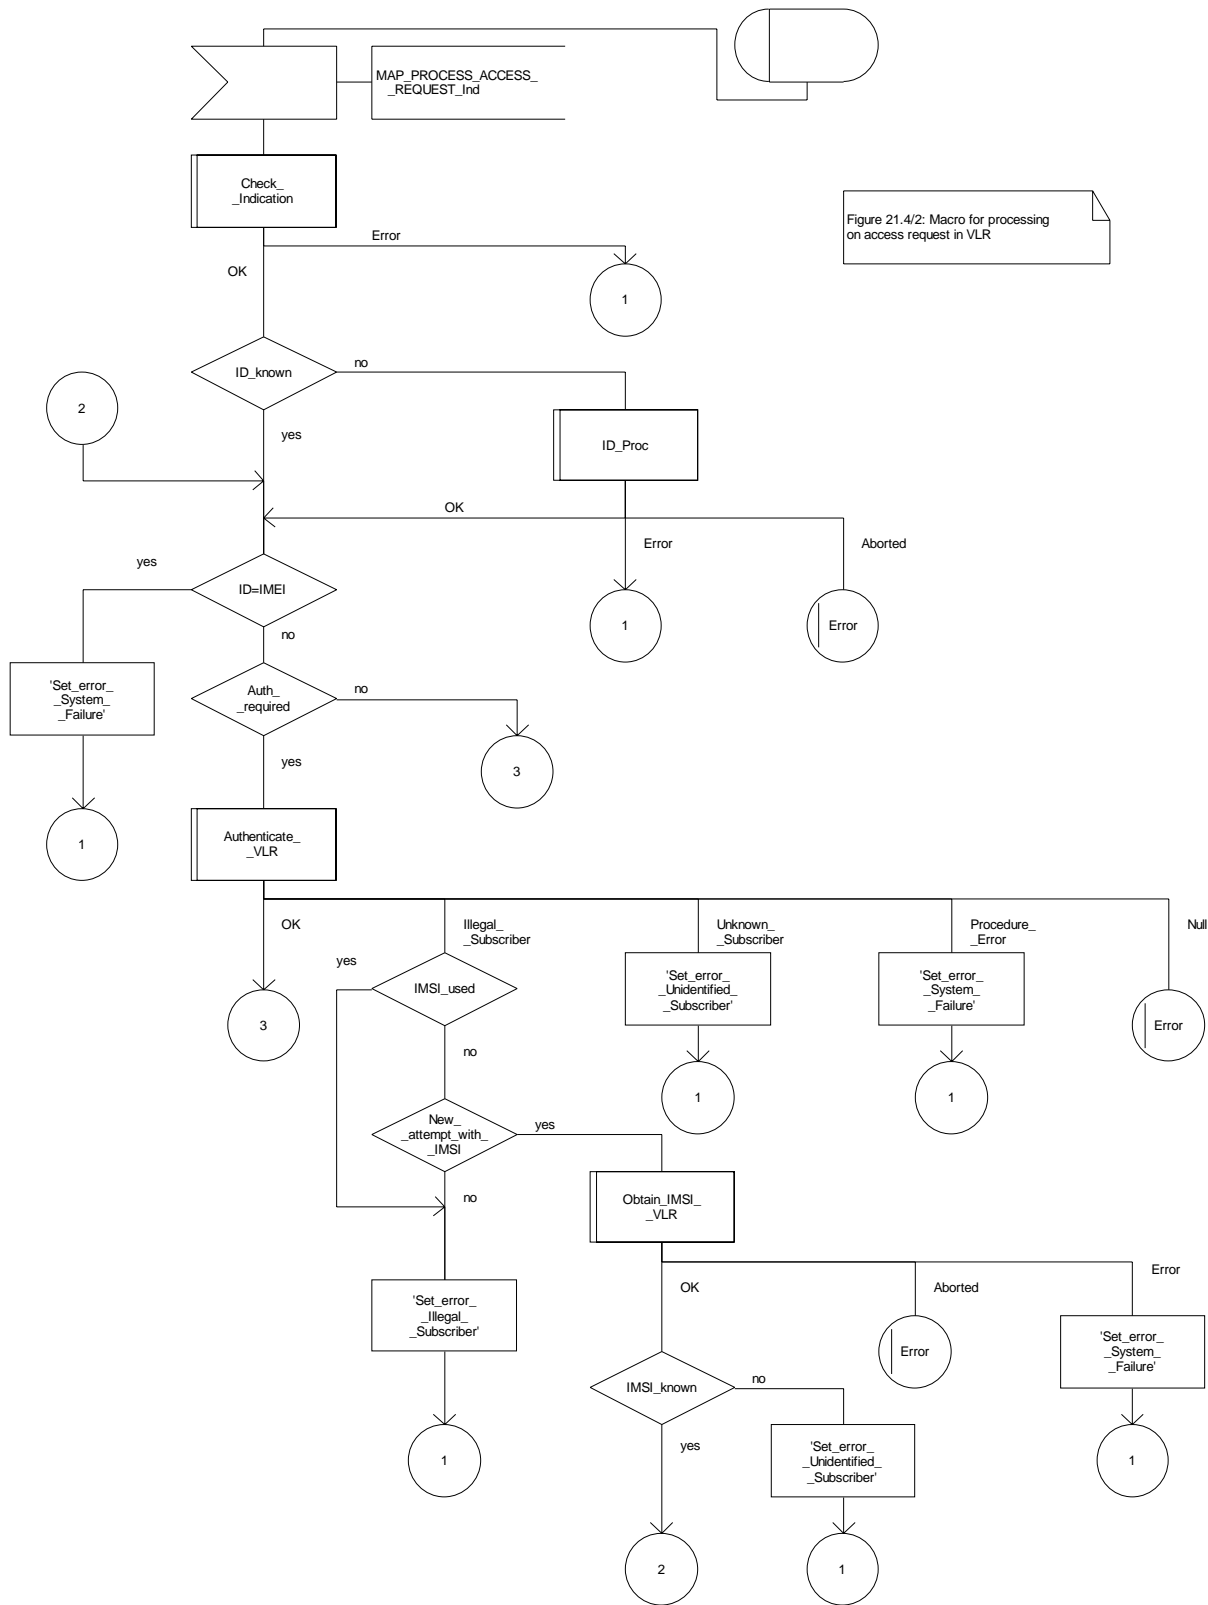 MAP_PROCESS_ACCESS_
_REQUEST_Ind
Check_
_Indication
Figure 21.4/2: Macro for processing
on access request in VLR
Error
OK
1
ID_known
no
2
yes
ID_Proc
OK
Error
Aborted
yes
ID=IMEI
1
Error
no
'Set_error_
_System_
_Failure'
Auth_
_required
no
3
yes
1
Authenticate_
_VLR
OK
Illegal_
_Subscriber
Unknown_
_Subscriber
Procedure_
_Error
Null
yes
IMSI_used
'Set_error_
_Unidentified_
_Subscriber'
'Set_error_
_System_
_Failure'
3
Error
no
1
1
New_
_attempt_with_
_IMSI
yes
no
Obtain_IMSI_
_VLR
OK
Aborted
Error
'Set_error_
_Illegal_
_Subscriber'
Error
'Set_error_
_System_
_Failure'
IMSI_known
no
1
yes
'Set_error_
_Unidentified_
_Subscriber'
1
2
1